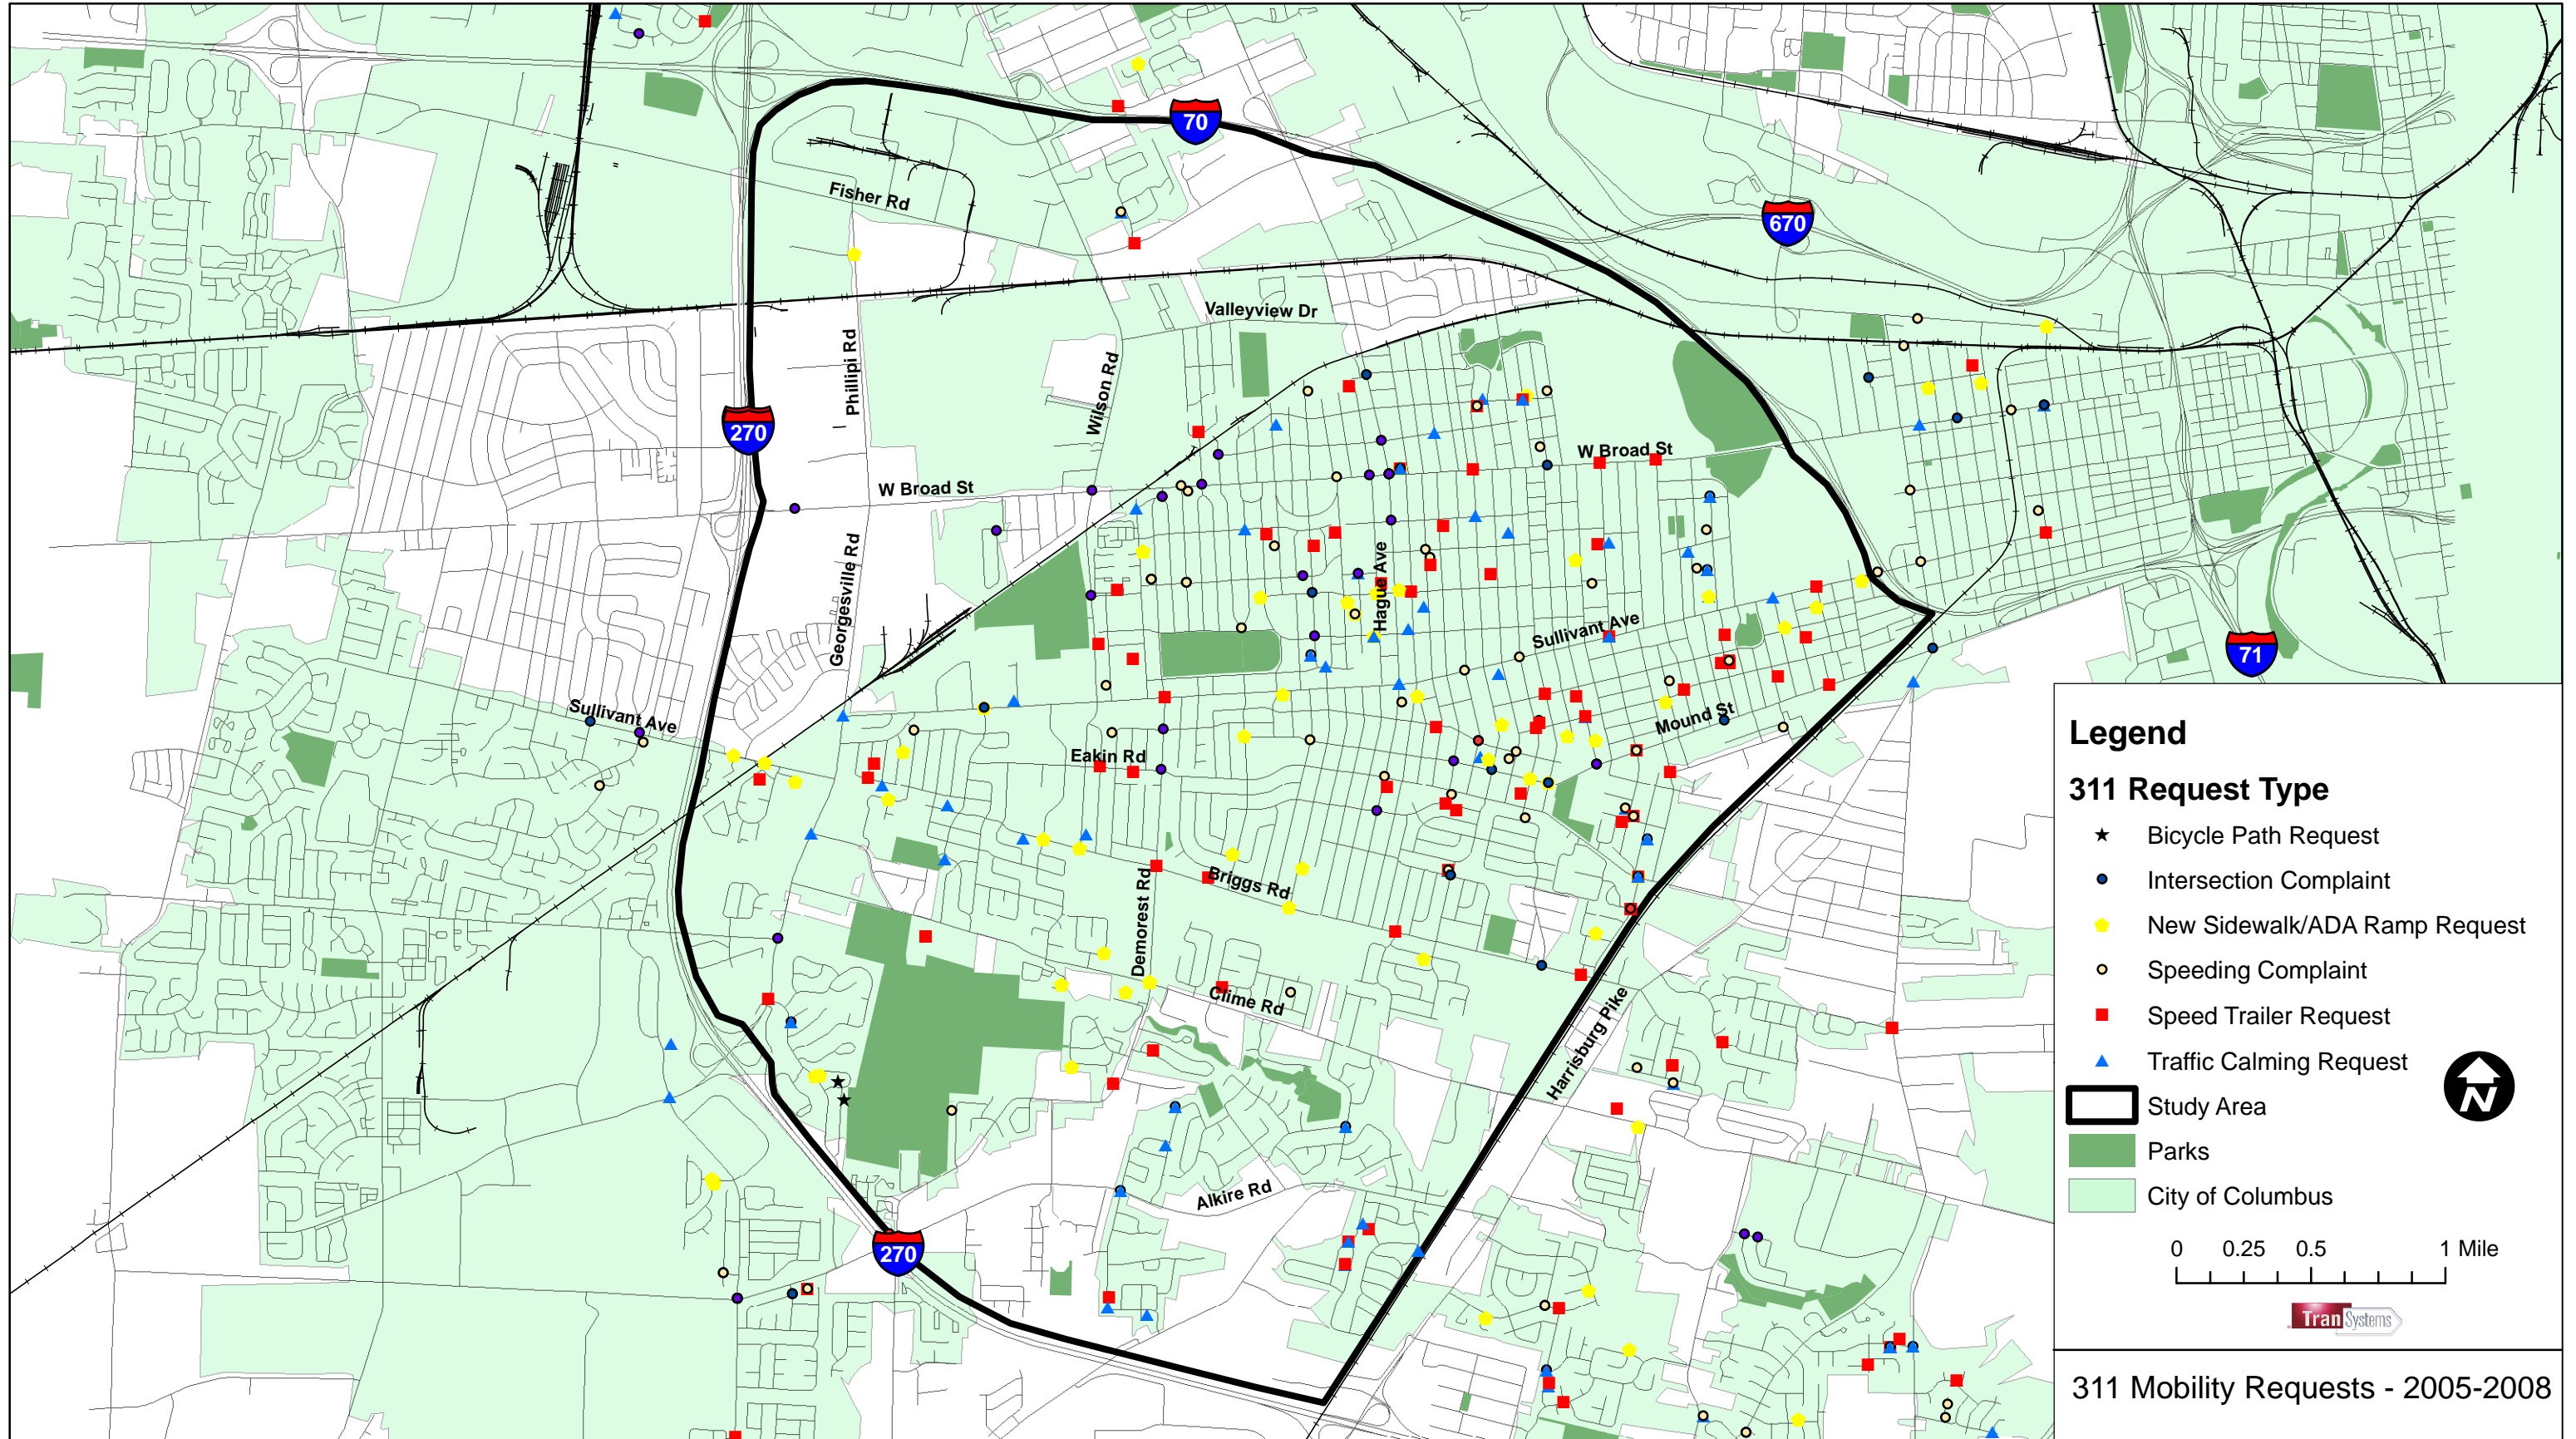 70
Fisher Rd
670
Valleyview Dr
Phillipi Rd
Wilson Rd
270
W Broad St
W Broad St
Hague Ave
Georgesville Rd
Sullivant Ave
71
Sullivant Ave
Mound St
Eakin Rd
Briggs Rd
Demorest Rd
Clime Rd
Harrisburg Pike
Alkire Rd
270
Legend
311 Request Type
Bicycle Path Request
Intersection Complaint
New Sidewalk/ADA Ramp Request
Speeding Complaint
Speed Trailer Request
Traffic Calming Request
N
Study Area
Parks
City of Columbus
0 0.25 0.5 1 Mile
TranSystems
311 Mobility Requests - 2005-2008